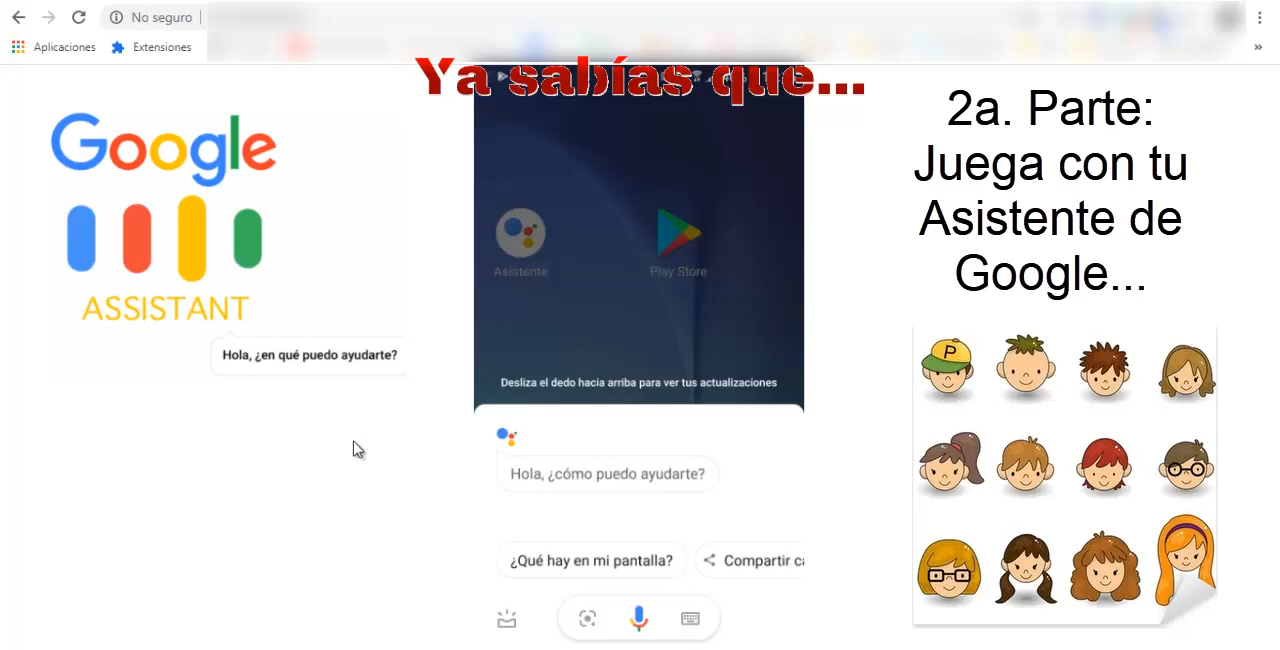 No seguro
Aplicaciones
Extensiones
»
Ya sabías que...
Google
ASSISTANT
Hola, ¿en qué puedo ayudarte?
Asistente
Play Store
Desliza el dedo hacia arriba para ver tus actualizaciones
Hola, ¿cómo puedo ayudarte?
¿Qué hay en mi pantalla?
Compartir ca
2a. Parte:
Juega con tu
Asistente de
Google...
P